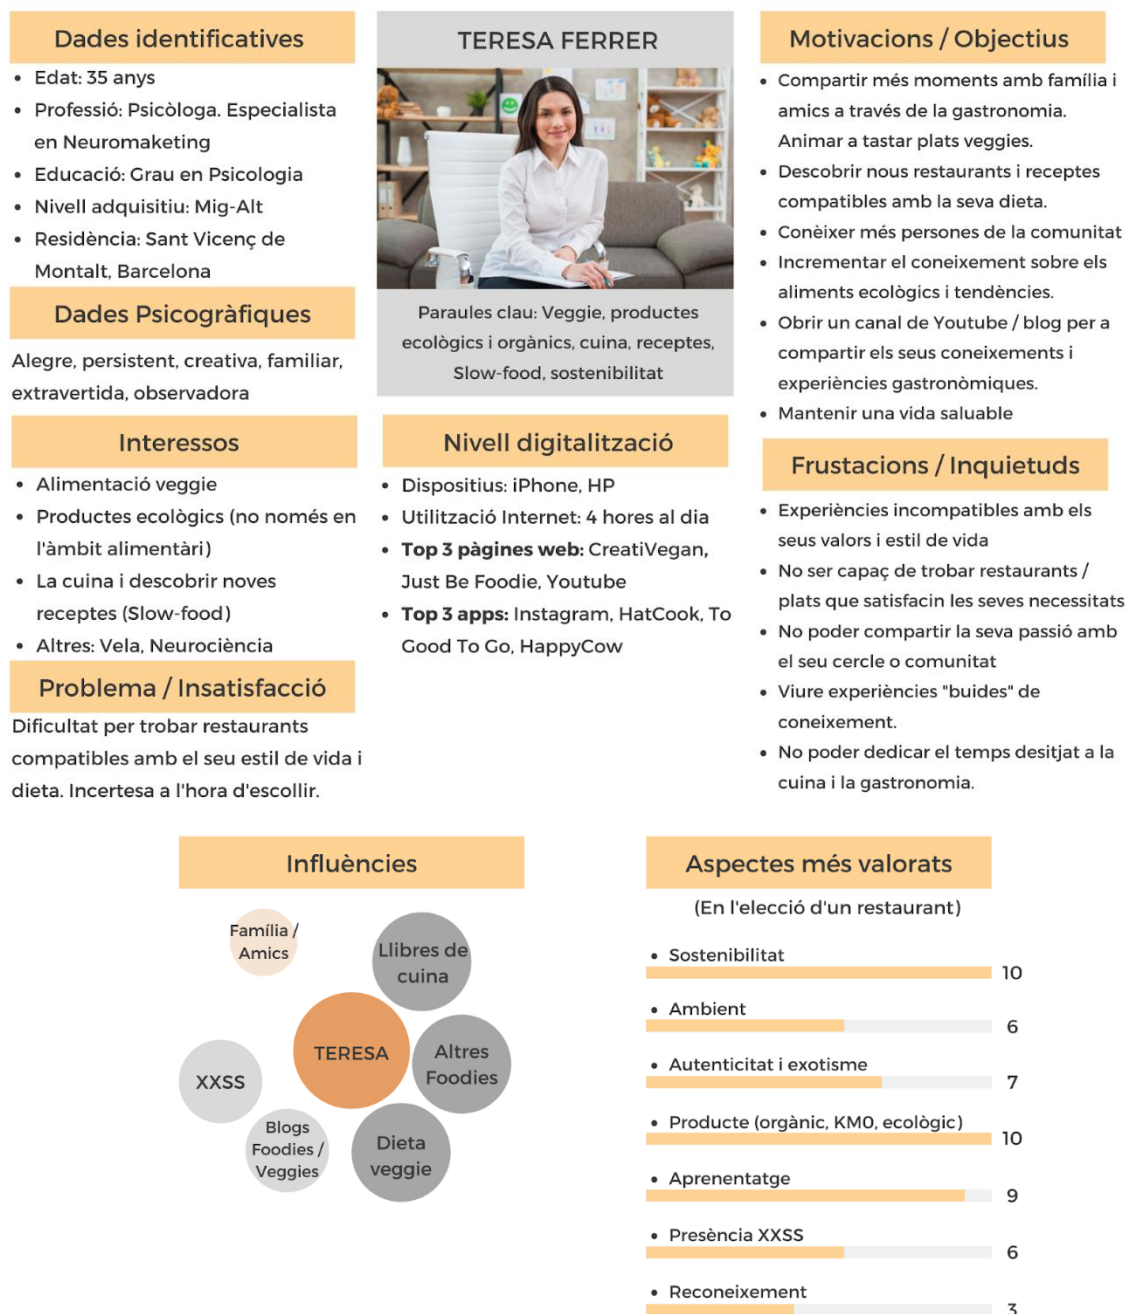 Dades identificatives
• Edat: 35 anys
• Professió: Psicòloga. Especialista
en Neuromaketing
• Educació: Grau en Psicologia
• Nivell adquisitiu: Mig-Alt
• Residència: Sant Vicenç de
Montalt, Barcelona
Dades Psicogràfiques
Alegre, persistent, creativa, familiar,
extravertida, observadora
Interessos
• Alimentació veggie
• Productes ecològics (no només en
l'àmbit alimentàri)
• La cuina i descobrir noves
receptes (Slow-food)
• Altres: Vela, Neurociència
Problema / Insatisfacció
Dificultat per trobar restaurants
compatibles amb el seu estil de vida i
dieta. Incertesa a l'hora d'escollir.
TERESA FERRER
Paraules clau: Veggie, productes
ecològics i orgànics, cuina, receptes,
Slow-food, sostenibilitat
Nivell digitalització
• Dispositius: iPhone, HP
• Utilització Internet: 4 hores al dia
• Top 3 pàgines web: CreatiVegan,
Just Be Foodie, Youtube
• Top 3 apps: Instagram, HatCook, To
Good To Go, HappyCow
Motivacions / Objectius
• Compartir més moments amb família i
amics a través de la gastronomia.
Animar a tastar plats veggies.
• Descobrir nous restaurants i receptes
compatibles amb la seva dieta.
• Conèixer més persones de la comunitat
• Incrementar el coneixement sobre els
aliments ecològics i tendències.
• Obrir un canal de Youtube / blog per a
compartir els seus coneixements i
experiències gastronòmiques.
• Mantenir una vida saluable
Frustacions / Inquietuds
• Experiències incompatibles amb els
seus valors i estil de vida
• No ser capaç de trobar restaurants /
plats que satisfacin les seves necessitats
• No poder compartir la seva passió amb
el seu cercle o comunitat
• Viure experiències "buides" de
coneixement.
• No poder dedicar el temps desitjat a la
cuina i la gastronomia.
Influències
Família /
Amics
Llibres de
cuina
TERESA
Altres
Foodies
XXSS
Blogs
Foodies /
Veggies
Dieta
veggie
Aspectes més valorats
(En l'elecció d'un restaurant)
• Sostenibilitat
10
• Ambient
6
• Autenticitat i exotisme
7
• Producte (orgànic, KM0, ecològic)
10
• Aprenentatge
9
• Presència XXSS
6
• Reconeixement
3